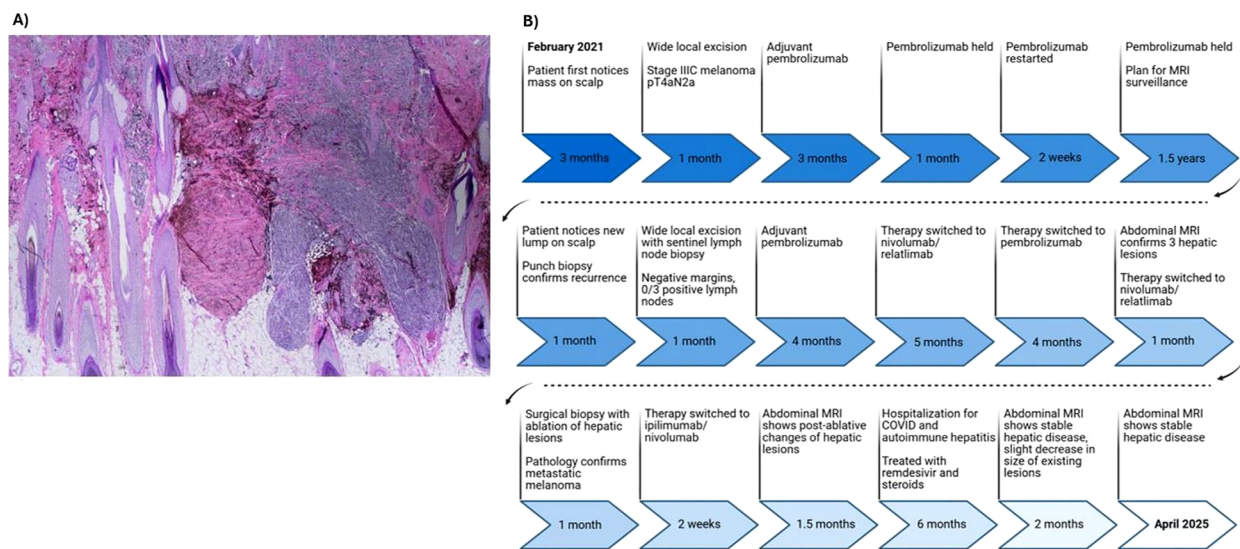 A)
B)
February 2021
Patient first notices
mass on scalp
3 months
Wide local excision
Stage IIIC melanoma
pT4aN2a
1 month
Adjuvant
pembrolizumab
3 months
Pembrolizumab held
1 month
Pembrolizumab
restarted
2 weeks
Pembrolizumab held
Plan for MRI
surveillance
1.5 years
Patient notices new
lump on scalp
Punch biopsy
confirms recurrence
1 month
Wide local excision
with sentinel lymph
node biopsy
Negative margins,
0/3 positive lymph
nodes
1 month
Adjuvant
pembrolizumab
4 months
Therapy switched to
nivolumab/
relatlimab
5 months
Therapy switched to
pembrolizumab
4 months
Abdominal MRI
confirms 3 hepatic
lesions
Therapy switched to
nivolumab/
relatlimab
1 month
Surgical biopsy with
ablation of hepatic
lesions
Pathology confirms
metastatic
melanoma
1 month
Therapy switched to
ipilimumab/
nivolumab
2 weeks
Abdominal MRI
shows post-ablative
changes of hepatic
lesions
1.5 months
Hospitalization for
COVID and
autoimmune hepatitis
Treated with
remdesivir and
steroids
6 months
Abdominal MRI
shows stable
hepatic disease,
slight decrease in
size of existing
lesions
2 months
Abdominal MRI
shows stable
hepatic disease
April 2025